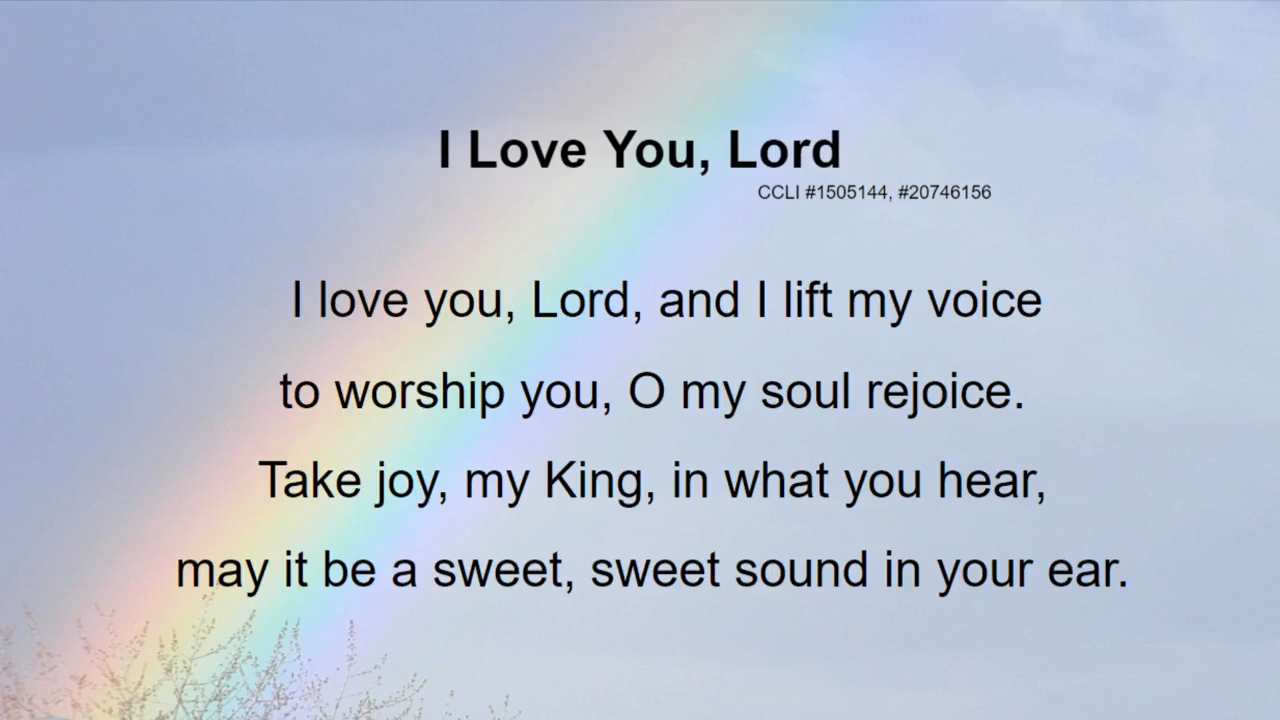 I Love You, Lord
CCLI #1505144, #20746156
I love you, Lord, and I lift my voice
to worship you, O my soul rejoice.
Take joy, my King, in what you hear,
may it be a sweet, sweet sound in your ear.